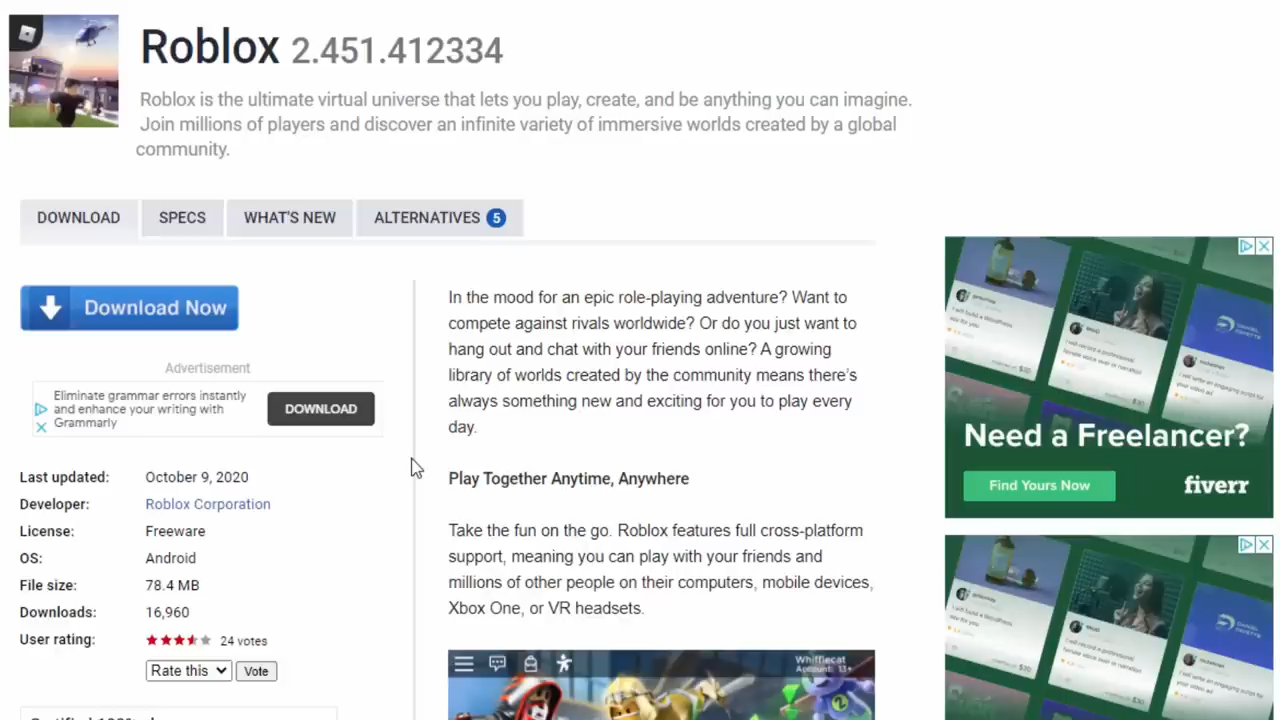 Roblox 2.451.412334
Roblox is the ultimate virtual universe that lets you play, create, and be anything you can imagine.
Join millions of players and discover an infinite variety of immersive worlds created by a global
community.
DOWNLOAD
SPECS
WHAT'S NEW
ALTERNATIVES 5
Download Now
Advertisement
Eliminate grammar errors instantly
and enhance your writing with
Grammarly
DOWNLOAD
Last updated: October 9, 2020
Developer: Roblox Corporation
License: Freeware
OS: Android
File size: 78.4 MB
Downloads: 16,960
User rating: 24 votes
Rate this Vote
In the mood for an epic role-playing adventure? Want to
compete against rivals worldwide? Or do you just want to
hang out and chat with your friends online? A growing
library of worlds created by the community means there's
always something new and exciting for you to play every
day.
Play Together Anytime, Anywhere
Take the fun on the go. Roblox features full cross-platform
support, meaning you can play with your friends and
millions of other people on their computers, mobile devices,
Xbox One, or VR headsets.
Whifflecat
Account: 13+
Need a Freelancer?
Find Yours Now
fiverr